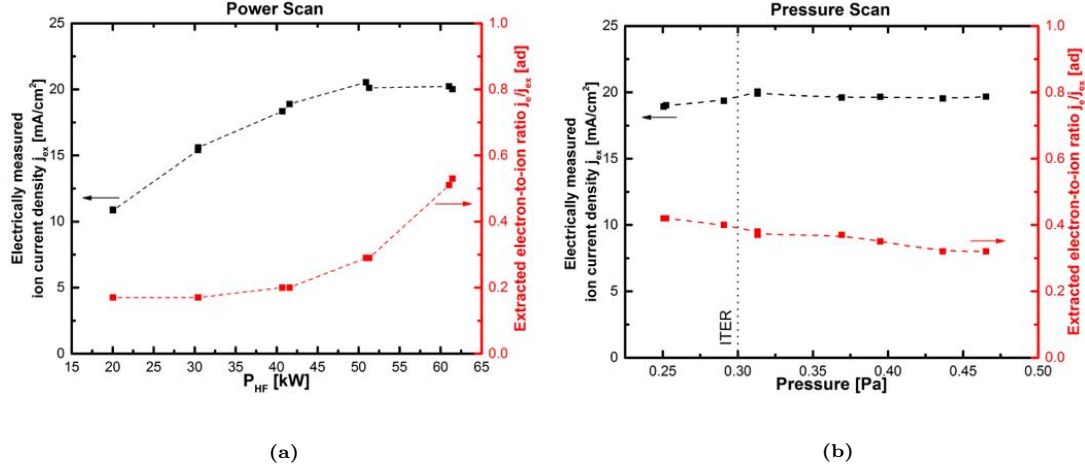 Power Scan
25
20
15
10
5
0
Electrically measured
ion current density j_ex [mA/cm²]
1.0
0.8
0.6
0.4
0.2
0.0
Extracted electron-to-ion ratio j_e/j_ex [ad]
15 20 25 30 35 40 45 50 55 60 65
P_HF [kW]
(a)
Pressure Scan
25
20
15
10
5
0
Electrically measured
ion current density j_ex [mA/cm²]
ITER
1.0
0.8
0.6
0.4
0.2
0.0
Extracted electron-to-ion ratio j_e/j_ex [ad]
0.25 0.30 0.35 0.40 0.45 0.50
Pressure [Pa]
(b)